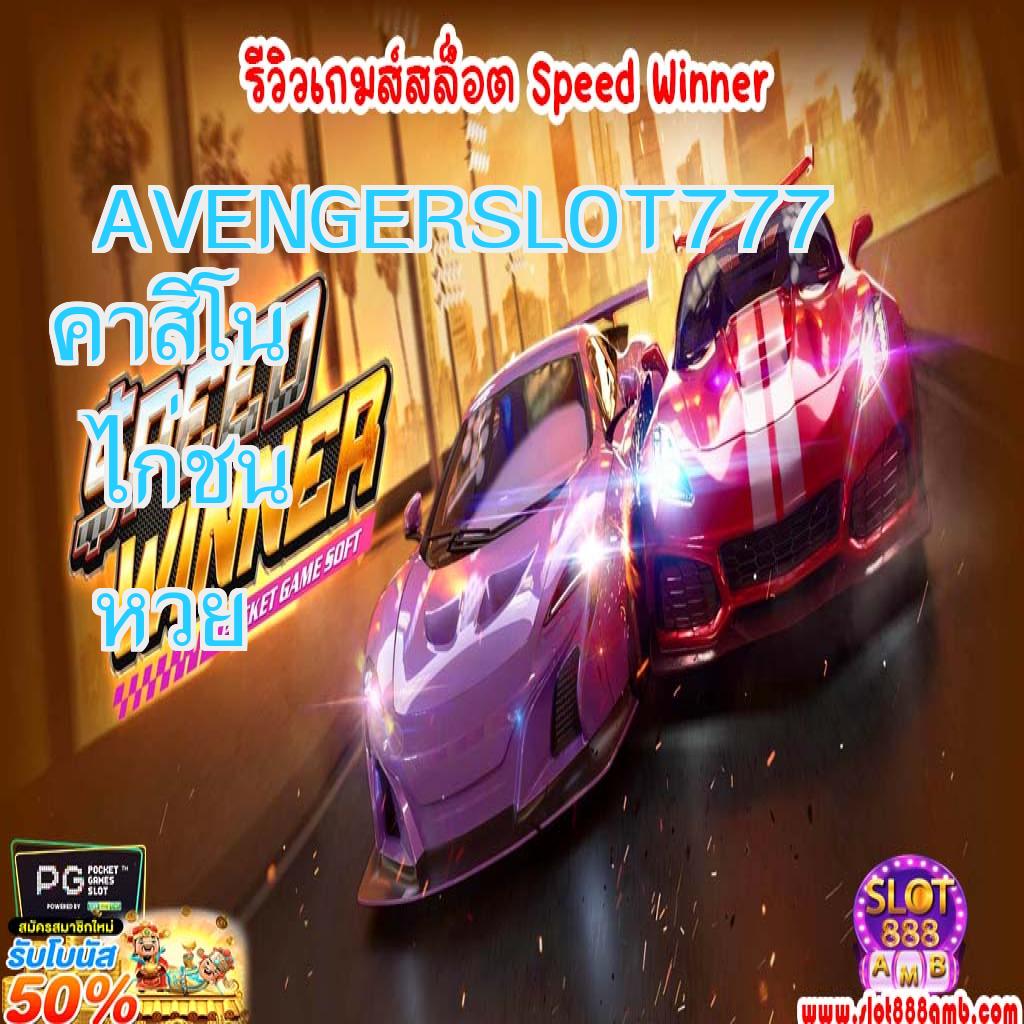 รีวิวเกมส์สล็อต Speed Winner
AVENGERSLOT777
คาสิโน
SPEED
ไก่ชน
WINNER
POCKET GAME SOFT
หวย
PG POCKET GAMES SLOT
POWERED BY
สมัครสมาชิกใหม่
รับโบนัส
50%
SLOT
888
AMB
www.slot888amb.com